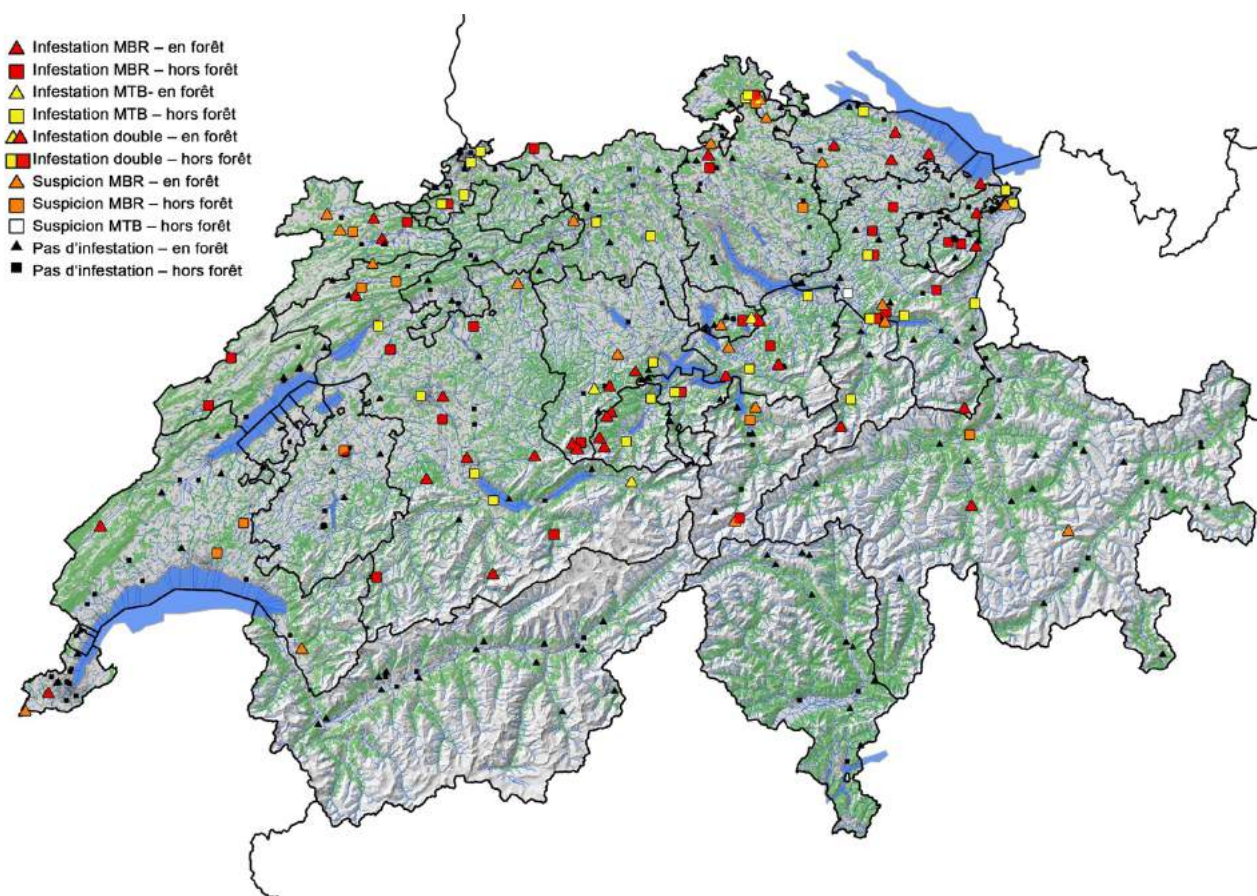 Infestation MBR – en forêt
Infestation MBR – hors forêt
Infestation MTB- en forêt
Infestation MTB – hors forêt
Infestation double – en forêt
Infestation double – hors forêt
Suspicion MBR – en forêt
Suspicion MBR – hors forêt
Suspicion MTB – hors forêt
Pas d'infestation – en forêt
Pas d'infestation – hors forêt